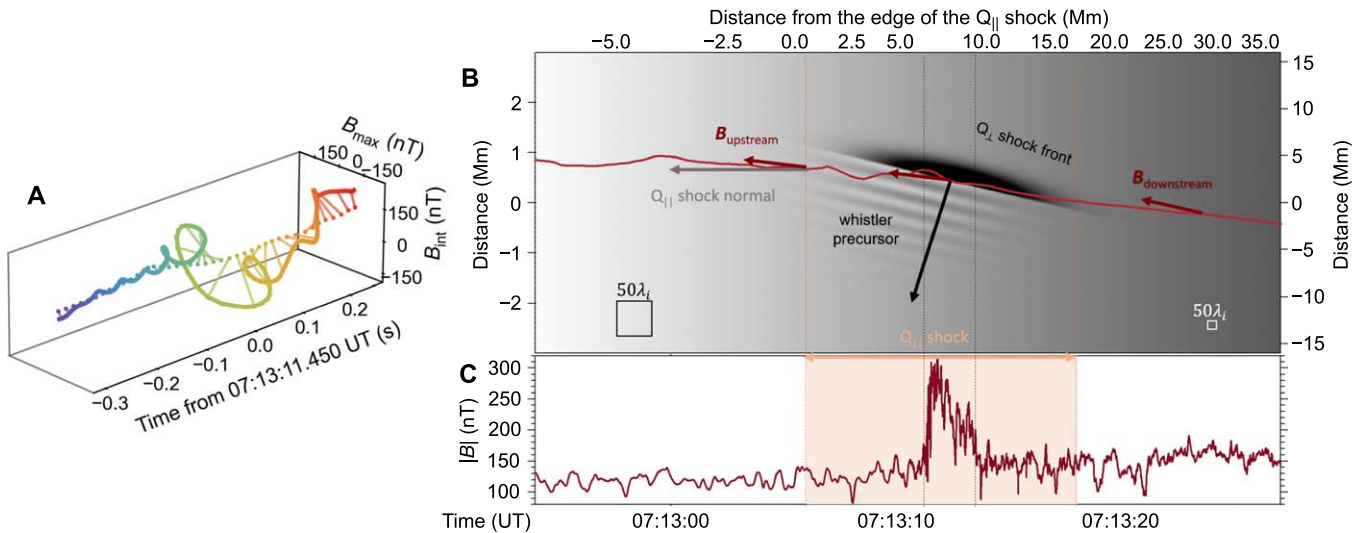 A
B_max (nT)
150 0 −150
150
0
−150
B_int (nT)
−0.3 −0.2 −0.1 0.0 0.1 0.2
Time from 07:13:11.450 UT (s)
Distance from the edge of the Q|| shock (Mm)
−5.0 −2.5 0.0 2.5 5.0 10.0 15.0 20.0 25.0 30.0 35.0
B
Distance (Mm)
2
1
0
−1
−2
15
10
5
0
−5
−10
−15
Distance (Mm)
B_upstream
Q⊥ shock front
B_downstream
Q|| shock normal
whistler
precursor
50λ_i
50λ_i
Q|| shock
C
|B| (nT)
300
250
200
150
100
Time (UT) 07:13:00 07:13:10 07:13:20